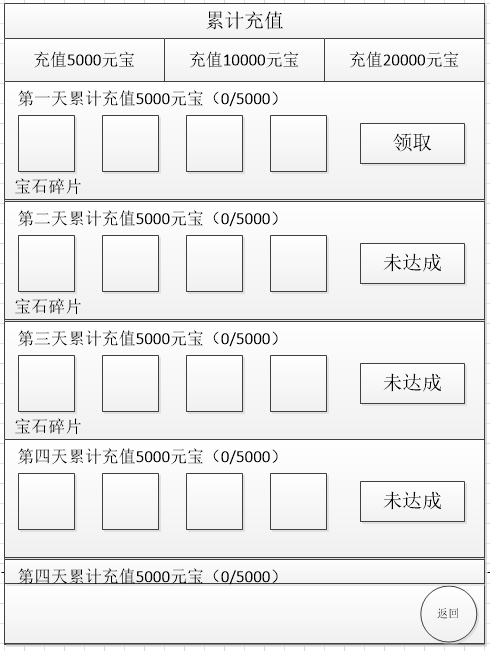 累计充值
充值5000元宝 充值10000元宝 充值20000元宝
第一天累计充值5000元宝（0/5000）
领取
宝石碎片
第二天累计充值5000元宝（0/5000）
未达成
宝石碎片
第三天累计充值5000元宝（0/5000）
未达成
宝石碎片
第四天累计充值5000元宝（0/5000）
未达成
第四天累计充值5000元宝（0/5000）
返回